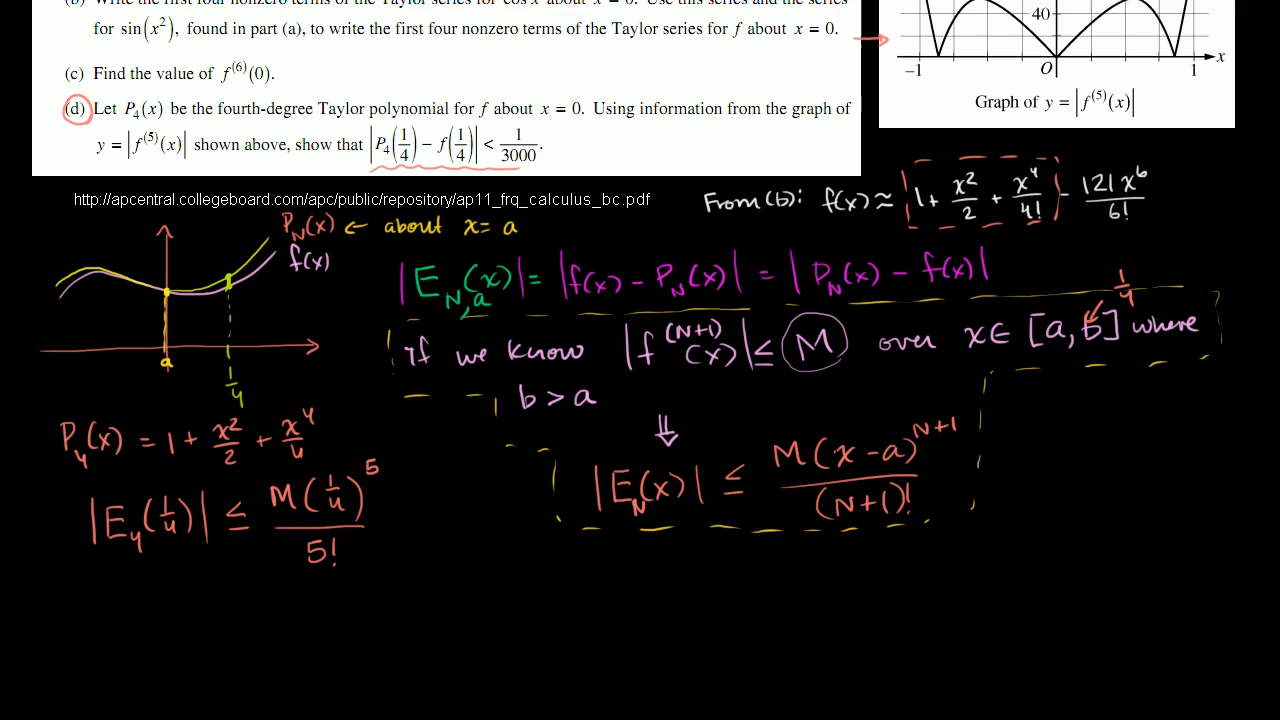 for sin(x²), found in part (a), to write the first four nonzero terms of the Taylor series for f about x = 0.
(c) Find the value of f⁽⁶⁾(0).
(d) Let P₄(x) be the fourth-degree Taylor polynomial for f about x = 0. Using information from the graph of
y = |f⁽⁵⁾(x)| shown above, show that |P₄(1/4) − f(1/4)| < 1/3000.
40
−1 O 1 x
Graph of y = |f⁽⁵⁾(x)|
http://apcentral.collegeboard.com/apc/public/repository/ap11_frq_calculus_bc.pdf
From (b): f(x) ≈ 1 + x²/2 + x⁴/4! − 121x⁶/6!
P_N(x) ← about x = a
f(x)
a
1/4
|E_N,a(x)| = |f(x) − P_N(x)| = |P_N(x) − f(x)|
1/4
If we know |f^(N+1)(x)| ≤ M over x ∈ [a, b] where
b > a
⇓
|E_N(x)| ≤ M(x − a)^(N+1)/(N+1)!
P₄(x) = 1 + x²/2 + x⁴/4
|E₄(1/4)| ≤ M(1/4)⁵/5!